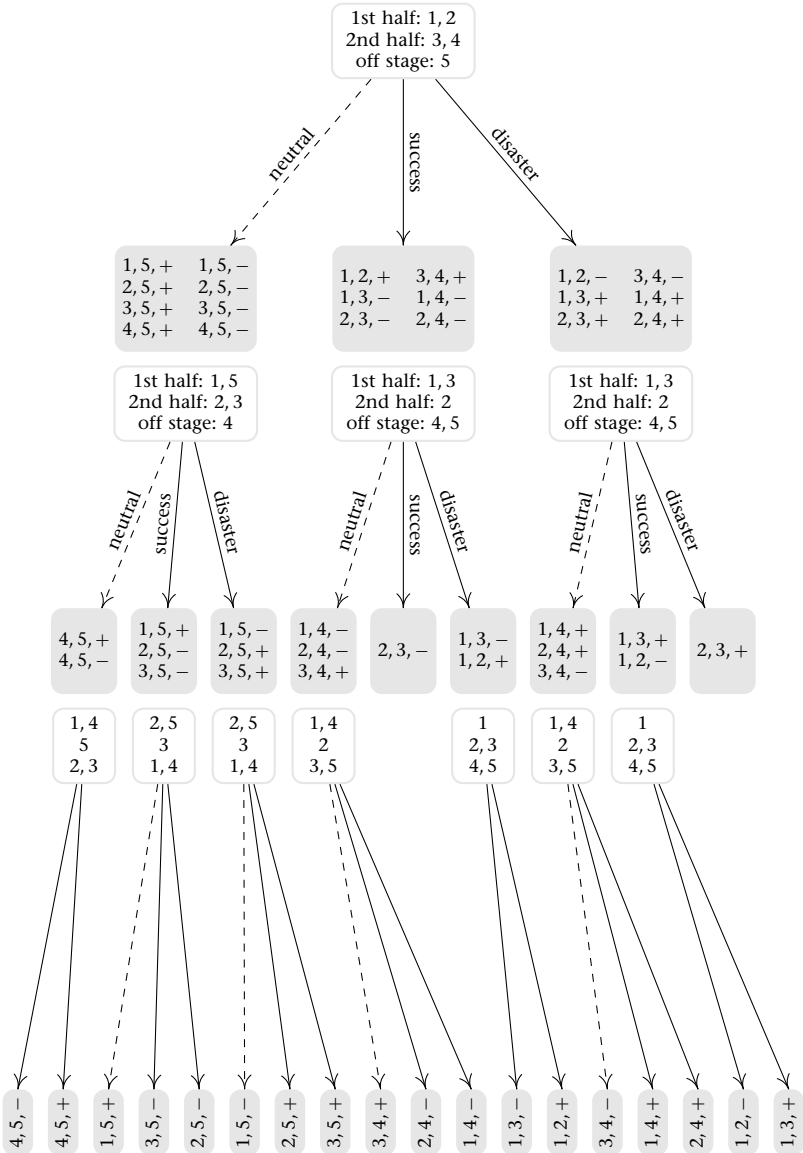 1st half: 1, 2
2nd half: 3, 4
off stage: 5
neutral
success
disaster
1, 5, + 1, 5, −
2, 5, + 2, 5, −
3, 5, + 3, 5, −
4, 5, + 4, 5, −
1, 2, + 3, 4, +
1, 3, − 1, 4, −
2, 3, − 2, 4, −
1, 2, − 3, 4, −
1, 3, + 1, 4, +
2, 3, + 2, 4, +
1st half: 1, 5
2nd half: 2, 3
off stage: 4
1st half: 1, 3
2nd half: 2
off stage: 4, 5
1st half: 1, 3
2nd half: 2
off stage: 4, 5
neutral
success
disaster
neutral
success
disaster
neutral
success
disaster
4, 5, +
4, 5, −
1, 5, +
2, 5, −
3, 5, −
1, 5, −
2, 5, +
3, 5, +
1, 4, −
2, 4, −
3, 4, +
2, 3, −
1, 3, −
1, 2, +
1, 4, +
2, 4, +
3, 4, −
1, 3, +
1, 2, −
2, 3, +
1, 4
5
2, 3
2, 5
3
1, 4
2, 5
3
1, 4
1, 4
2
3, 5
1
2, 3
4, 5
1, 4
2
3, 5
1
2, 3
4, 5
4, 5, −
4, 5, +
1, 5, +
3, 5, −
2, 5, −
1, 5, −
2, 5, +
3, 5, +
3, 4, +
2, 4, −
1, 4, −
1, 3, −
1, 2, +
3, 4, −
1, 4, +
2, 4, +
1, 2, −
1, 3, +